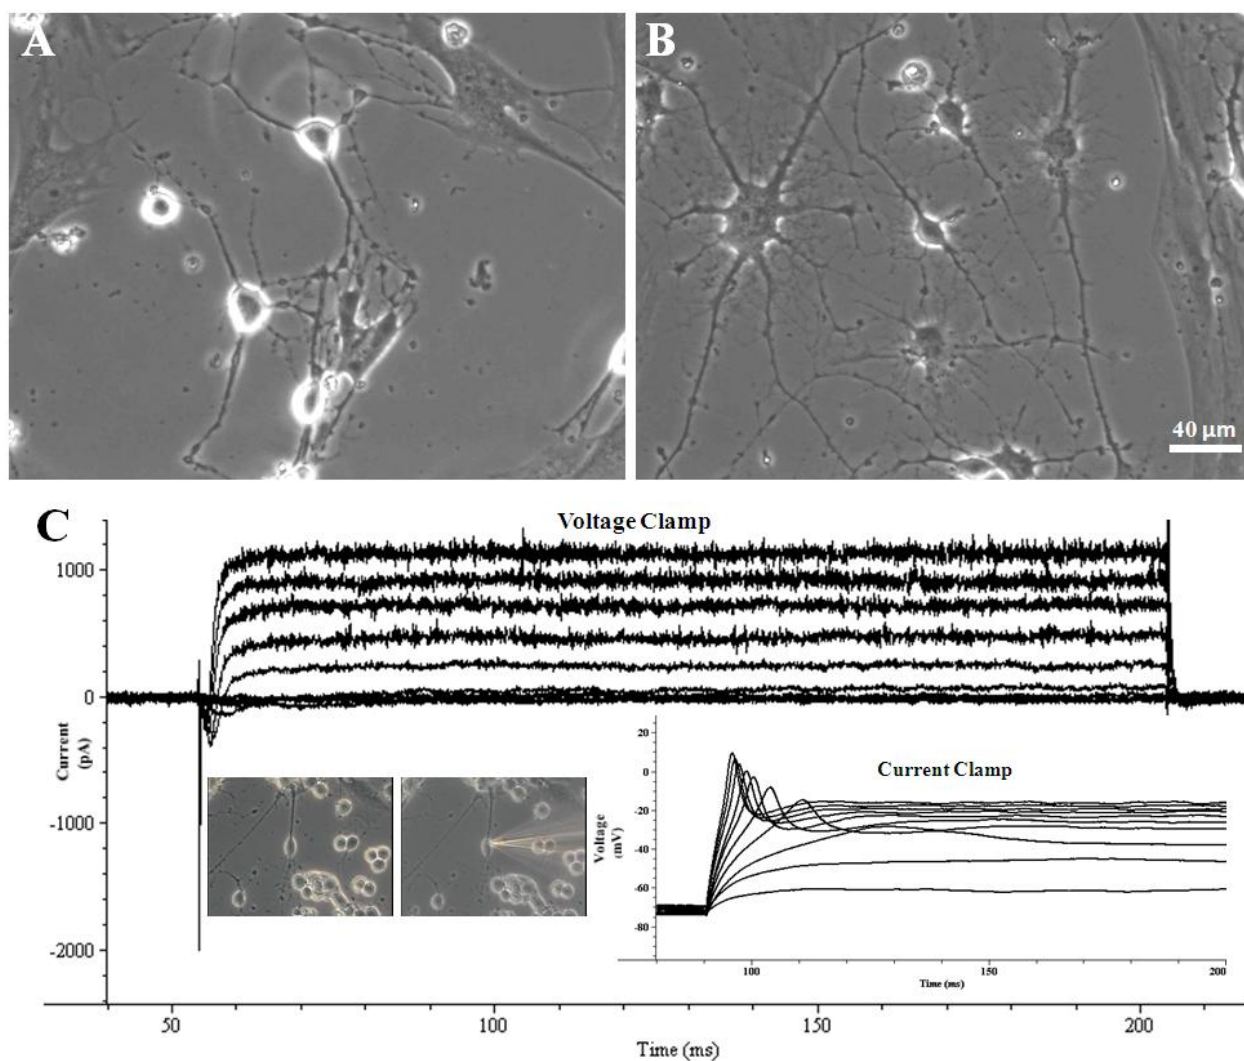 A
B
40 μm
C
Voltage Clamp
1000
0
-1000
-2000
Current
(pA)
50
100
150
200
Time (ms)
Current Clamp
20
0
-20
-40
-60
-80
Voltage
(mV)
100
150
200
Time (ms)